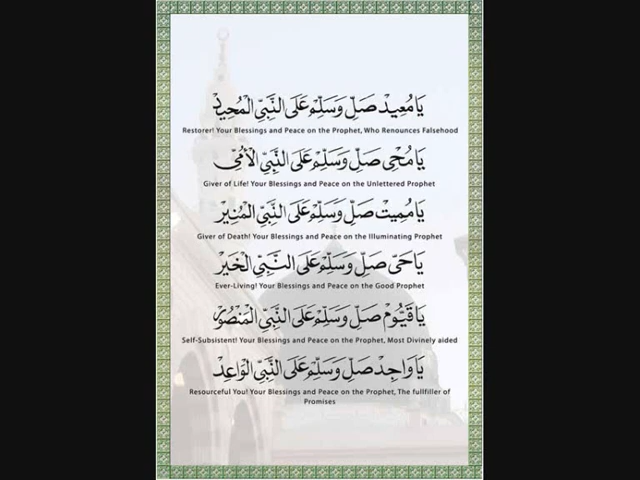 يَا مُعِيدُ صَلِّ وَسَلِّمْ عَلَى النَّبِيِّ الْمُحِيدْ
Restorer! Your Blessings and Peace on the Prophet, Who Renounces Falsehood
يَا مُحْيِي صَلِّ وَسَلِّمْ عَلَى النَّبِيِّ الْأُمِّيّ
Giver of Life! Your Blessings and Peace on the Unlettered Prophet
يَا مُمِيتْ صَلِّ وَسَلِّمْ عَلَى النَّبِيِّ الْمُنِيْرْ
Giver of Death! Your Blessings and Peace on the Illuminating Prophet
يَا حَيّ صَلِّ وَسَلِّمْ عَلَى النَّبِيِّ الْخَيْرْ
Ever-Living! Your Blessings and Peace on the Good Prophet
يَا قَيُّومْ صَلِّ وَسَلِّمْ عَلَى النَّبِيِّ الْمَنْصُورْ
Self-Subsistent! Your Blessings and Peace on the Prophet, Most Divinely aided
يَا وَاجِدْ صَلِّ وَسَلِّمْ عَلَى النَّبِيِّ الْوَاعِدْ
Resourceful You! Your Blessings and Peace on the Prophet, The fullfiller of
Promises